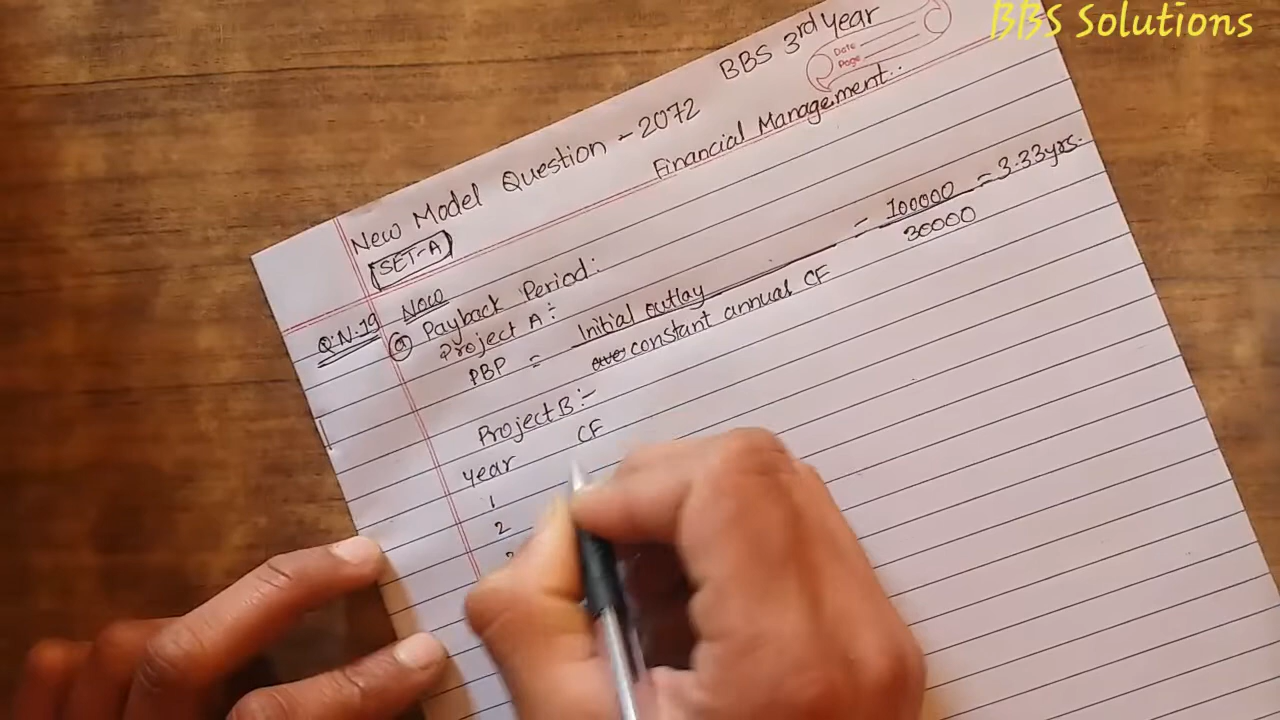 BBS Solutions
BBS 3rd Year
Date
Page
New Model Question - 2072
Financial Management..
[SET-A]
Now
Q.N.19 a Payback Period:
Project A:
PBP = Initial outlay / constant annual CF = 100000 / 30000 = 3.33yrs.
Project B:-
Year CF
1
2